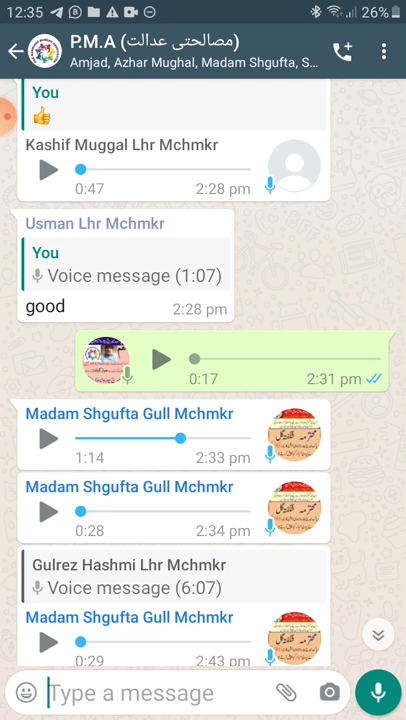 12:35 26%
P.M.A (مصالحتی عدالت)
Amjad, Azhar Mughal, Madam Shgufta, S...
You
👍
Kashif Muggal Lhr Mchmkr
0:47 2:28 pm
Usman Lhr Mchmkr
You
Voice message (1:07)
good 2:28 pm
0:17 2:31 pm
Madam Shgufta Gull Mchmkr
1:14 2:33 pm
Madam Shgufta Gull Mchmkr
0:28 2:34 pm
Gulrez Hashmi Lhr Mchmkr
Voice message (6:07)
Madam Shgufta Gull Mchmkr
0:29 2:43 pm
Type a message